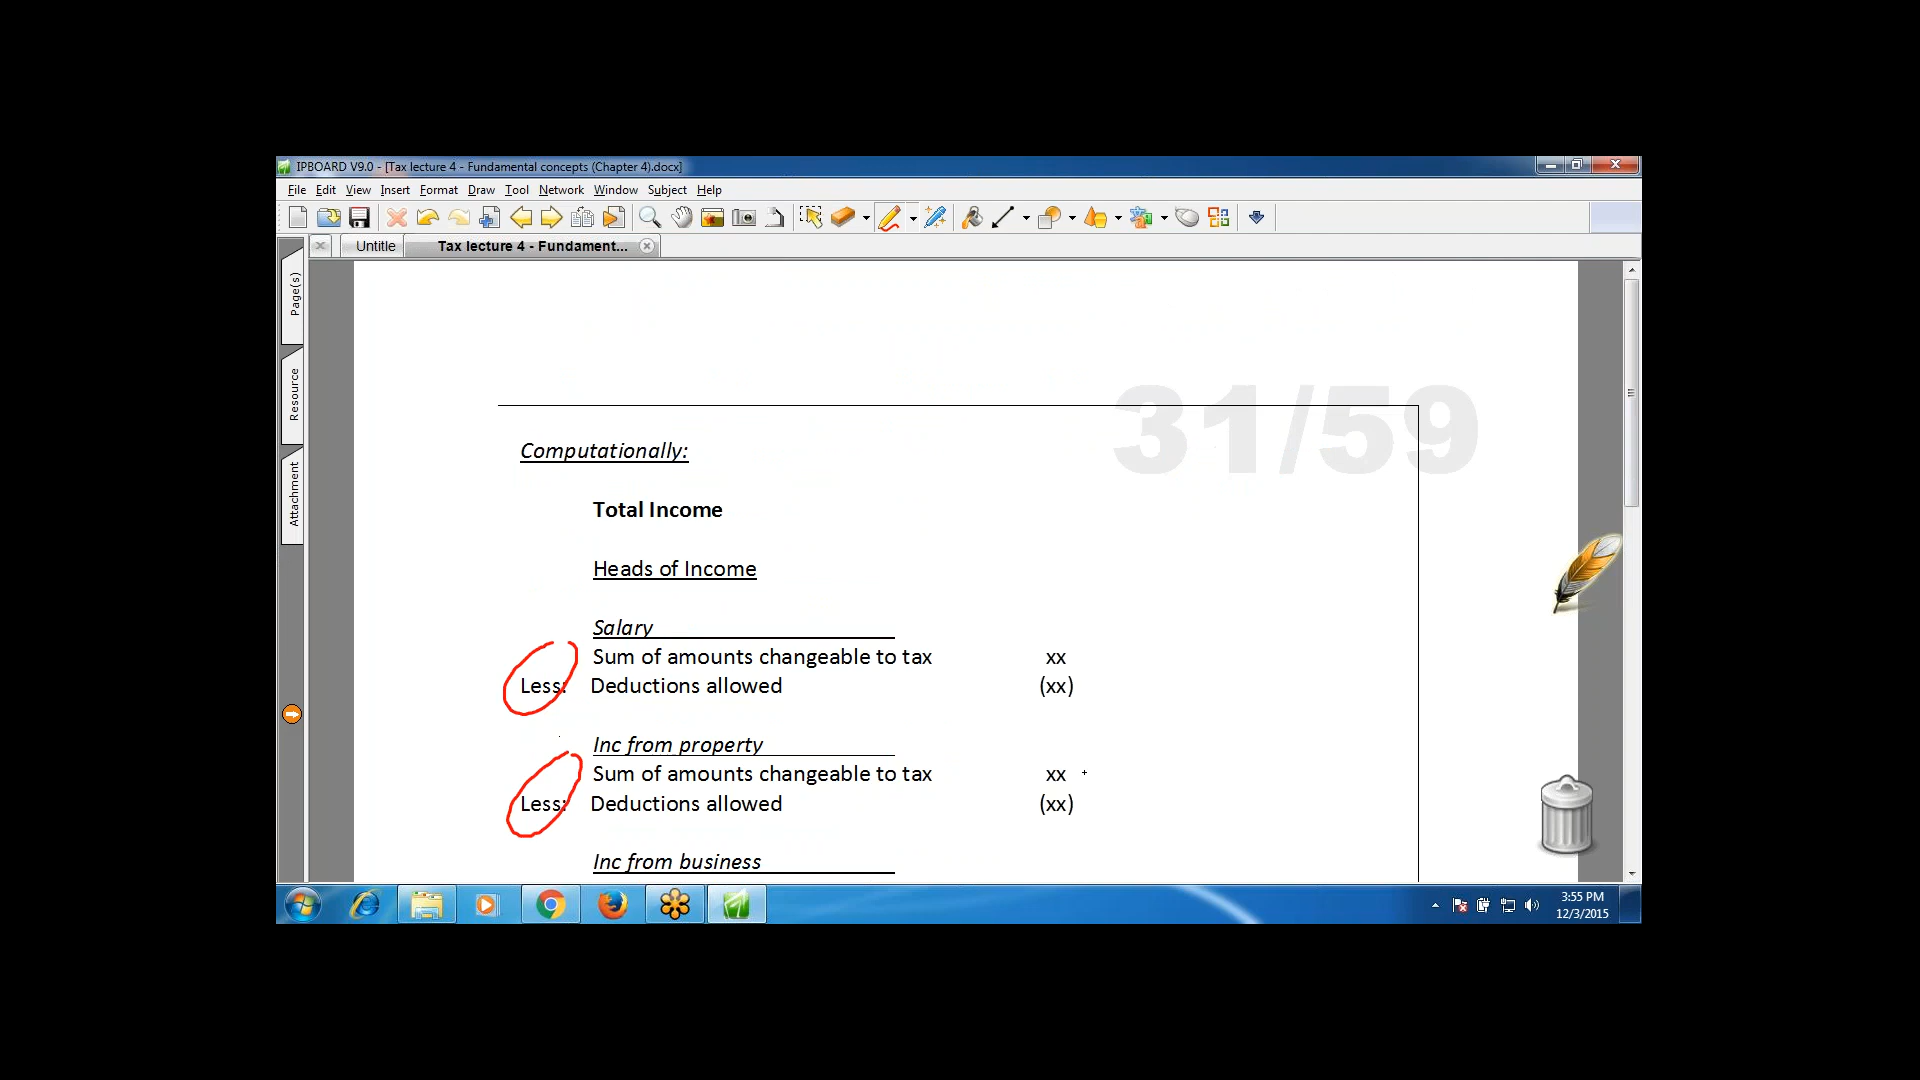 IPBOARD V9.0 - [Tax lecture 4 - Fundamental concepts (Chapter 4).docx]
File Edit View Insert Format Draw Tool Network Window Subject Help
Untitle Tax lecture 4 - Fundament...
Page(s)
Resource
Attachment
31/59
Computationally:
Total Income
Heads of Income
Salary
Sum of amounts changeable to tax xx
Less: Deductions allowed (xx)
Inc from property
Sum of amounts changeable to tax xx
Less: Deductions allowed (xx)
Inc from business
3:55 PM
12/3/2015